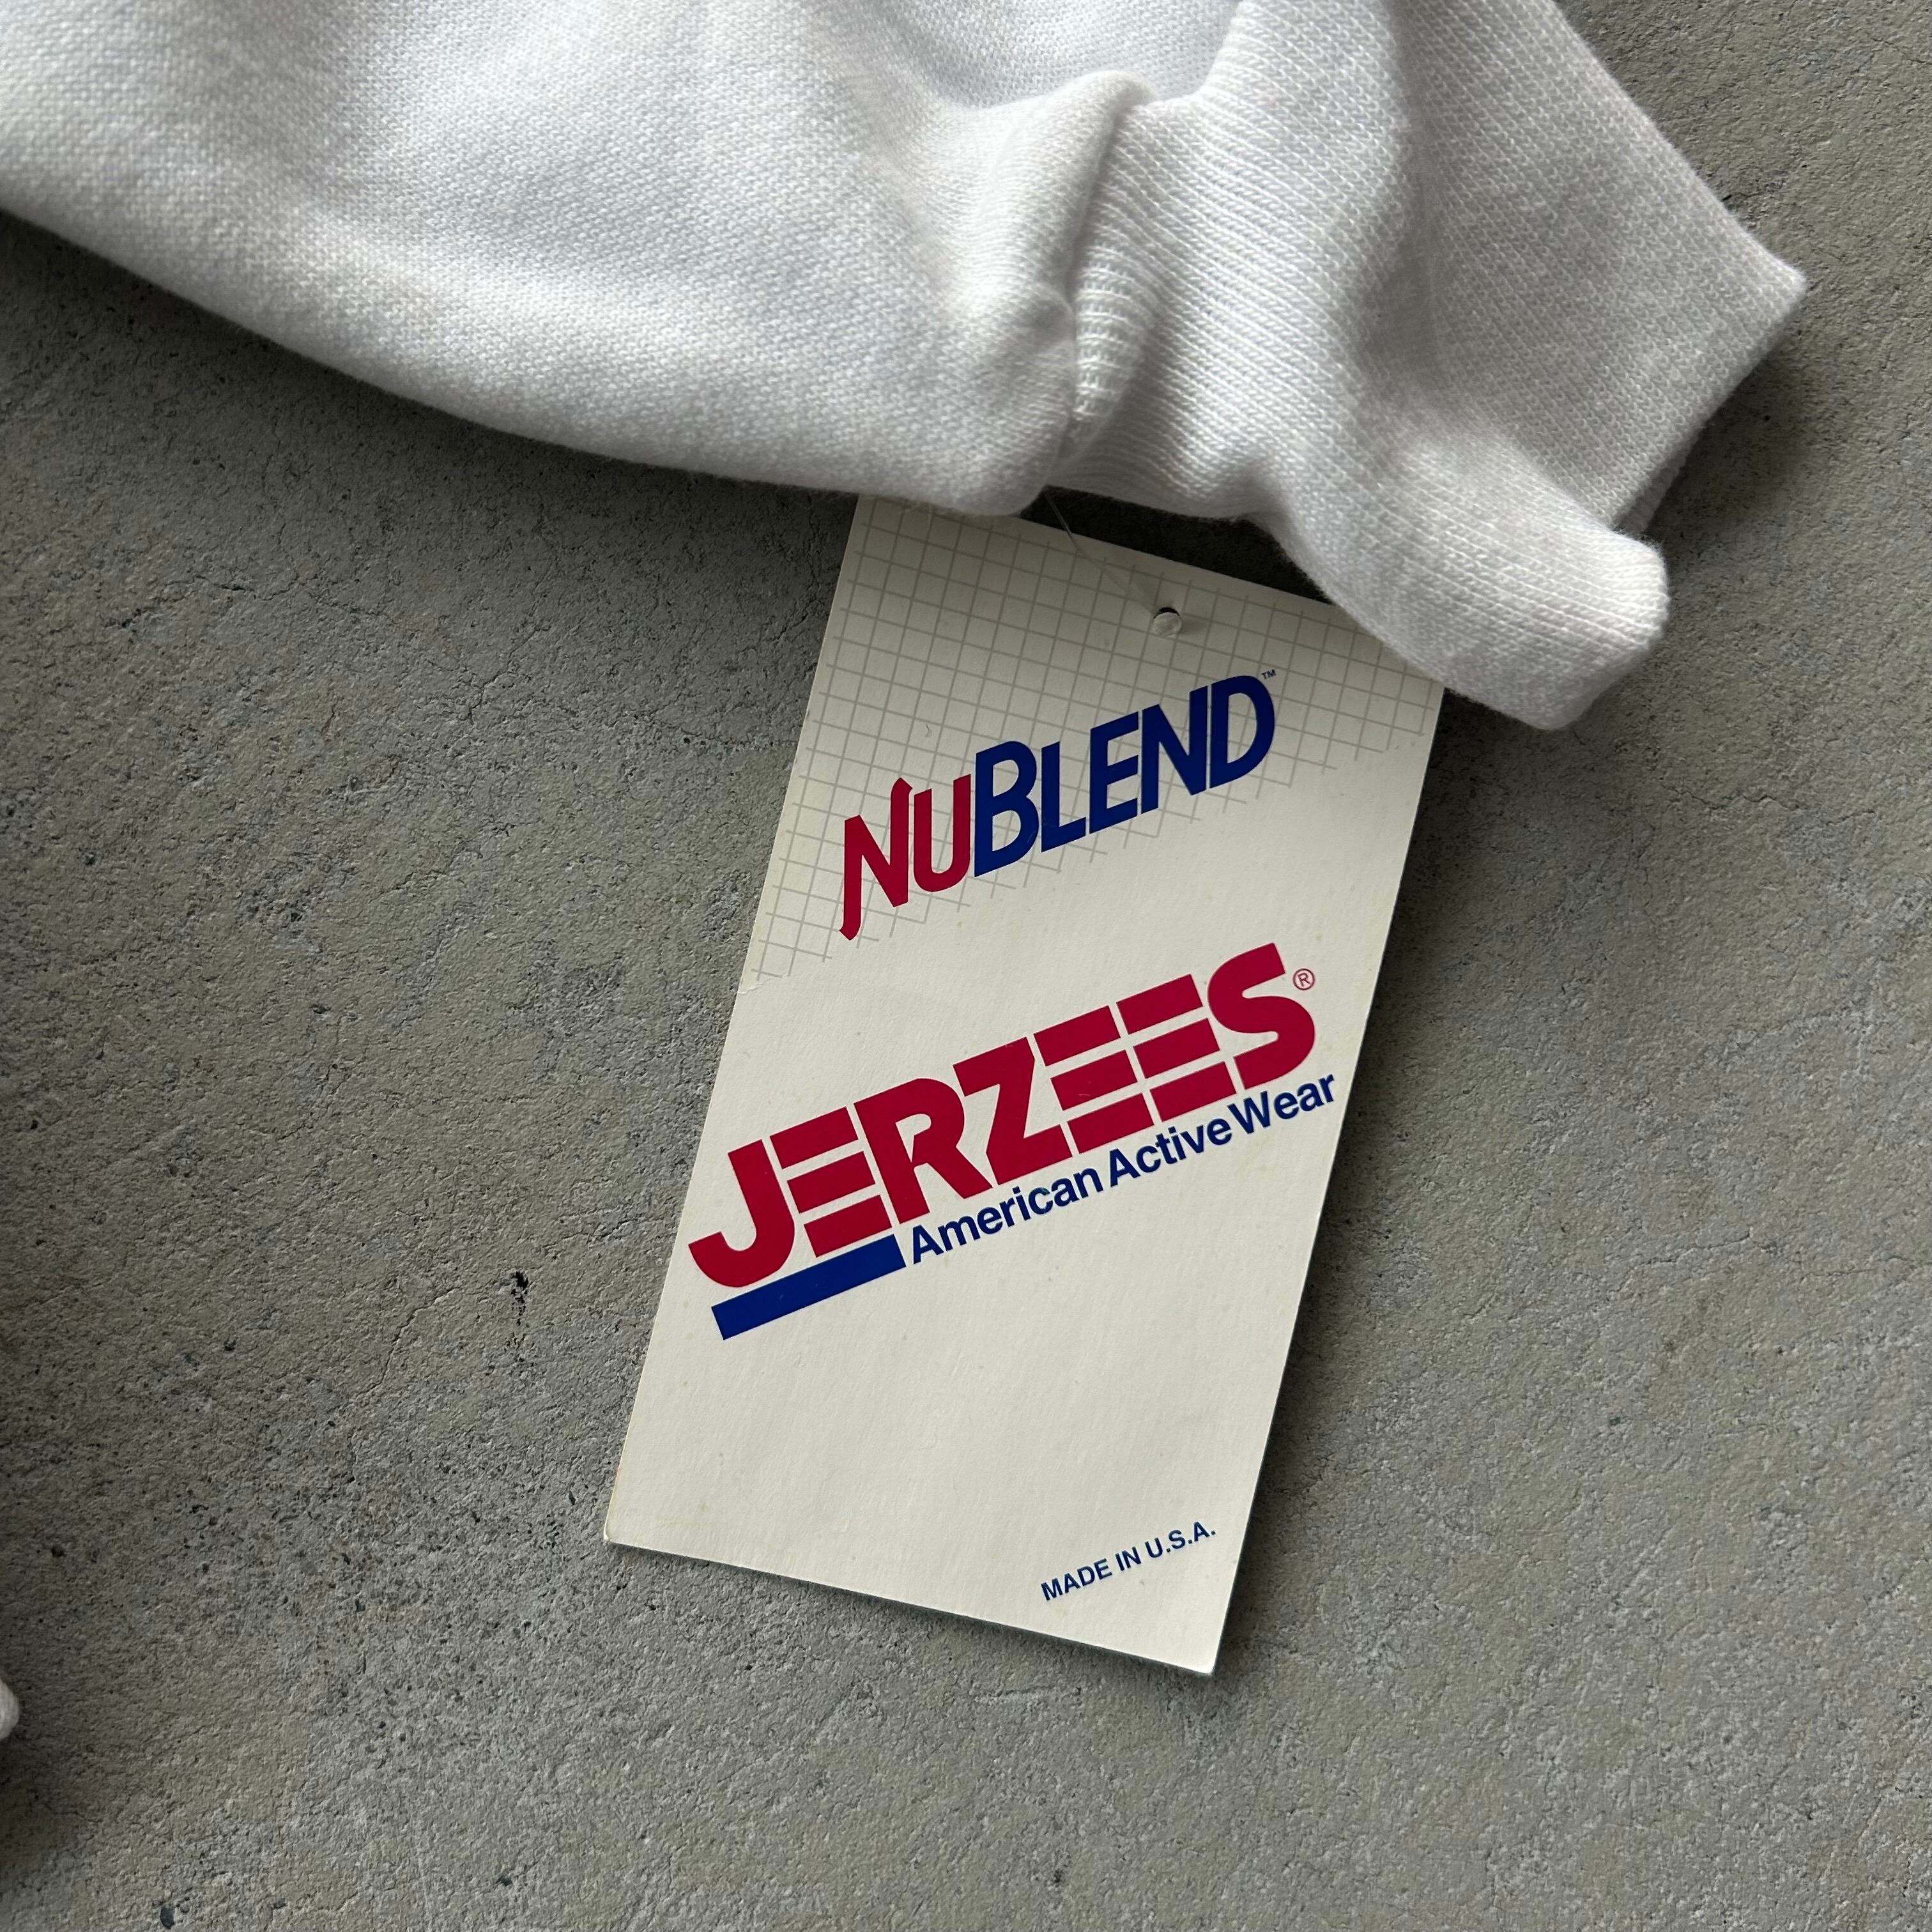 NUBLEND™
JERZEES®
American Active Wear
MADE IN U.S.A.